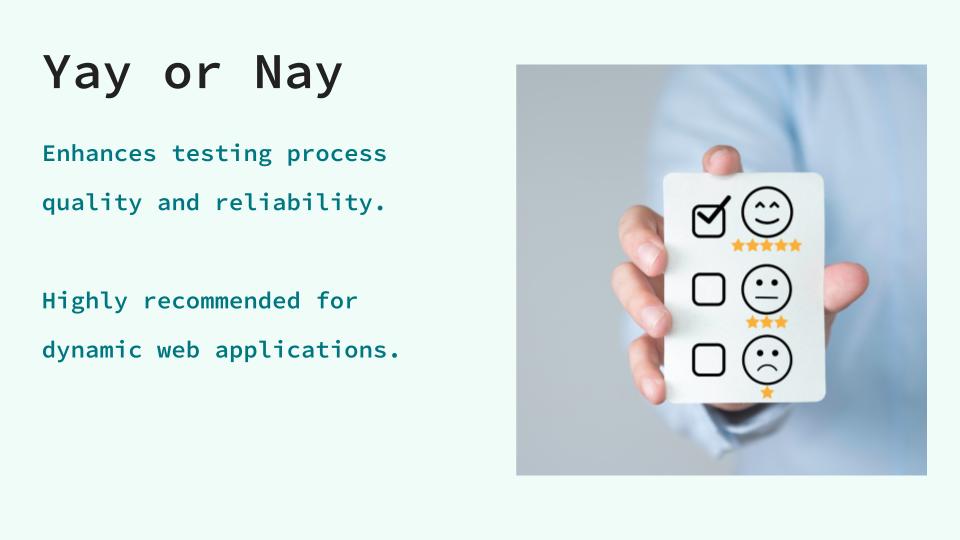 Yay or Nay
Enhances testing process
quality and reliability.
Highly recommended for
dynamic web applications.